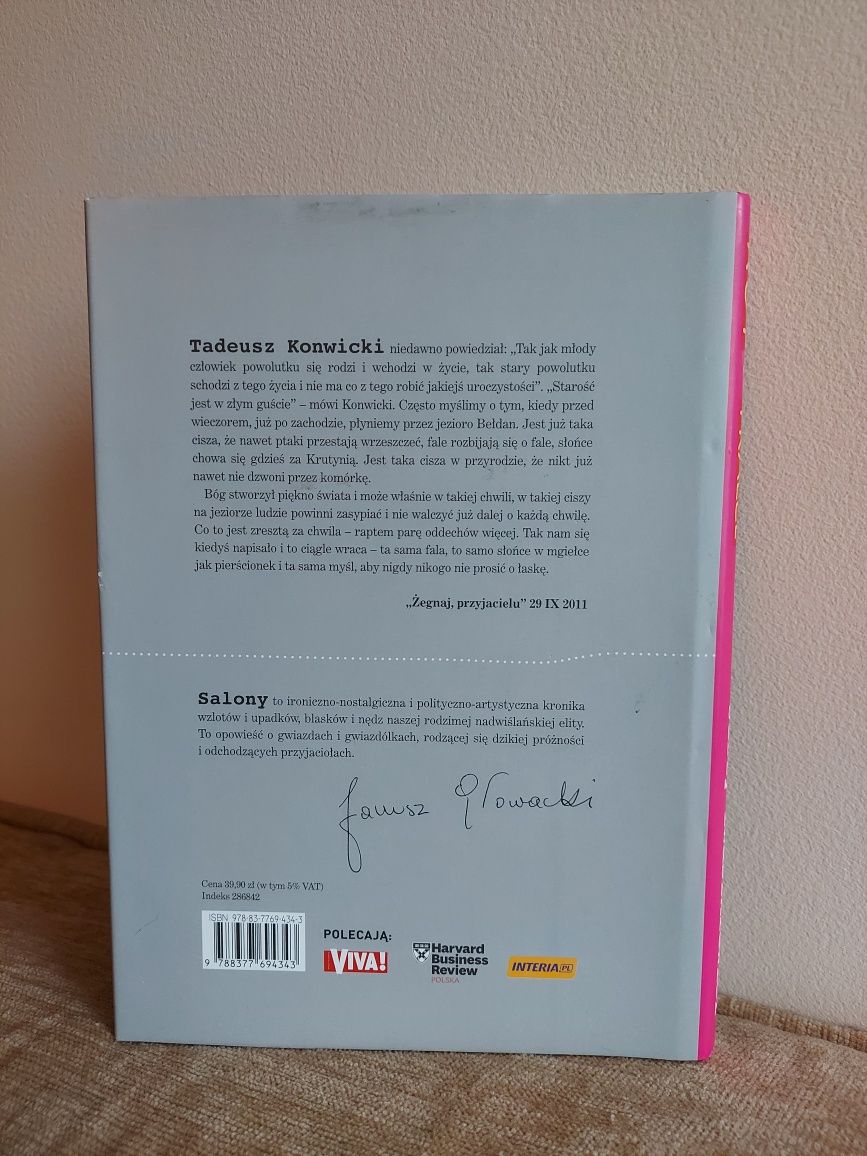 Tadeusz Konwicki niedawno powiedział: „Tak jak młody
człowiek powolutku się rodzi i wchodzi w życie, tak stary powolutku
schodzi z tego życia i nie ma co z tego robić jakiejś uroczystości”. „Starość
jest w złym guście” – mówi Konwicki. Często myślimy o tym, kiedy przed
wieczorem, już po zachodzie, płyniemy przez jezioro Bełdan. Jest już taka
cisza, że nawet ptaki przestają wrzeszczeć, fale rozbijają się o fale, słońce
chowa się gdzieś za Krutynią. Jest taka cisza w przyrodzie, że nikt już
nawet nie dzwoni przez komórkę.
Bóg stworzył piękno świata i może właśnie w takiej chwili, w takiej ciszy
na jeziorze ludzie powinni zasypiać i nie walczyć już dalej o każdą chwilę.
Co to jest zresztą za chwila – raptem parę oddechów więcej. Tak nam się
kiedyś napisało i to ciągle wraca – ta sama fala, to samo słońce w mgiełce
jak pierścionek i ta sama myśl, aby nigdy nikogo nie prosić o łaskę.
„Żegnaj, przyjacielu” 29 IX 2011
Salony to ironiczno-nostalgiczna i polityczno-artystyczna kronika
wzlotów i upadków, blasków i nędz naszej rodzimej nadwiślańskiej elity.
To opowieść o gwiazdach i gwiazdółkach, rodzącej się dzikiej próżności
i odchodzących przyjaciołach.
Janusz Głowacki
Cena 39,90 zł (w tym 5% VAT)
Indeks 286842
ISBN 978-83-7769-434-3
9 788377 694343
POLECAJĄ:
VIVA!
Harvard
Business
Review
POLSKA
INTERIA.PL